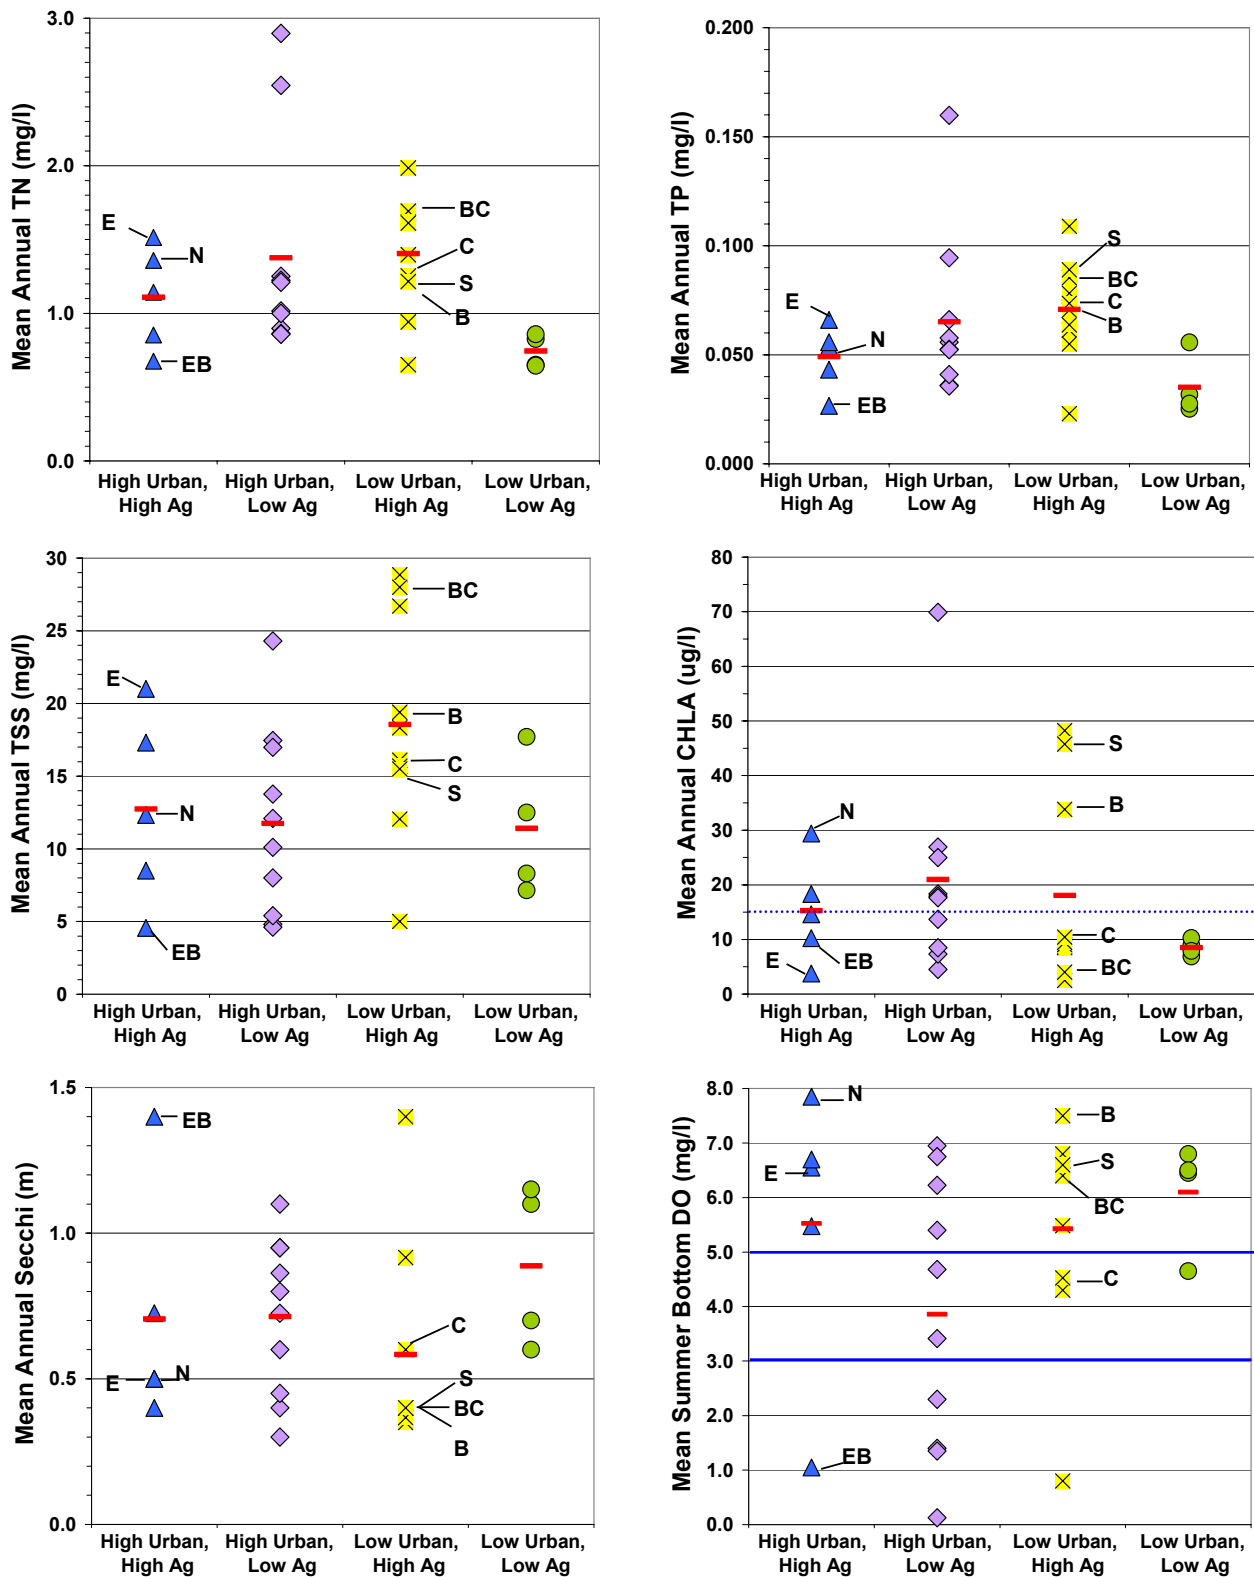 Mean Annual TN (mg/l)
3.0
2.0
1.0
0.0
E
N
EB
BC
C
S
B
High Urban, High Urban, Low Urban, Low Urban,
High Ag Low Ag High Ag Low Ag
Mean Annual TP (mg/l)
0.200
0.150
0.100
0.050
0.000
E
N
EB
S
BC
C
B
High Urban, High Urban, Low Urban, Low Urban,
High Ag Low Ag High Ag Low Ag
Mean Annual TSS (mg/l)
30
25
20
15
10
5
0
E
N
EB
BC
B
C
S
High Urban, High Urban, Low Urban, Low Urban,
High Ag Low Ag High Ag Low Ag
Mean Annual CHLA (ug/l)
80
70
60
50
40
30
20
10
0
N
E
EB
S
B
C
BC
High Urban, High Urban, Low Urban, Low Urban,
High Ag Low Ag High Ag Low Ag
Mean Annual Secchi (m)
1.5
1.0
0.5
0.0
EB
E
N
C
S
BC
B
High Urban, High Urban, Low Urban, Low Urban,
High Ag Low Ag High Ag Low Ag
Mean Summer Bottom DO (mg/l)
8.0
7.0
6.0
5.0
4.0
3.0
2.0
1.0
0.0
N
E
EB
B
S
BC
C
High Urban, High Urban, Low Urban, Low Urban,
High Ag Low Ag High Ag Low Ag